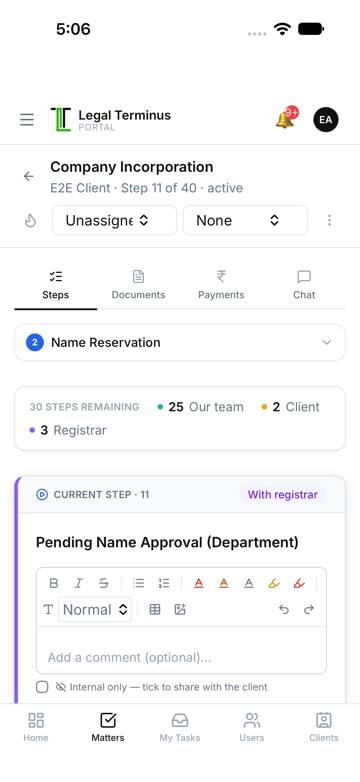 5:06
Legal Terminus
PORTAL
9+
EA
Company Incorporation
E2E Client · Step 11 of 40 · active
Unassigne
None
Steps
Documents
Payments
Chat
2
Name Reservation
30 STEPS REMAINING
25 Our team
2 Client
3 Registrar
CURRENT STEP · 11
With registrar
Pending Name Approval (Department)
B I S A A A
T Normal
Add a comment (optional)...
Internal only — tick to share with the client
Home
Matters
My Tasks
Users
Clients